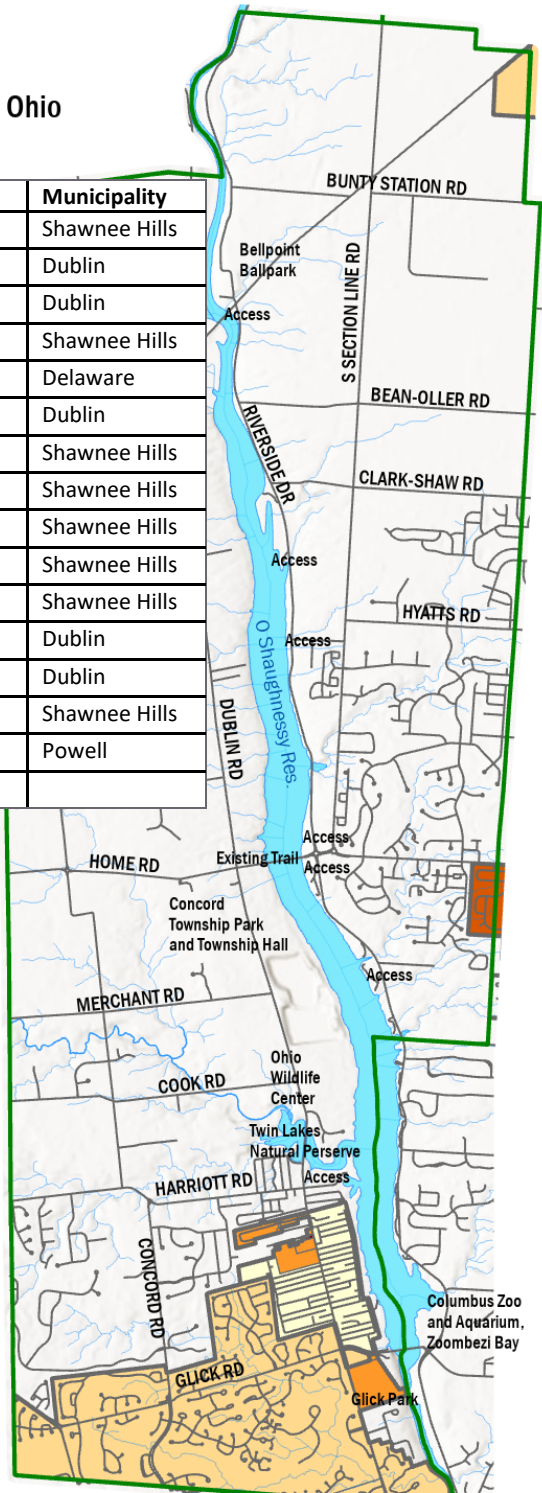 Ohio
Municipality
Shawnee Hills
Dublin
Dublin
Shawnee Hills
Delaware
Dublin
Shawnee Hills
Shawnee Hills
Shawnee Hills
Shawnee Hills
Shawnee Hills
Dublin
Dublin
Shawnee Hills
Powell
BUNTY STATION RD
Bellpoint
Ballpark
S SECTION LINE RD
Access
BEAN-OLLER RD
RIVERSIDE DR
CLARK-SHAW RD
Access
HYATTS RD
Access
O Shaughnessy Res.
DUBLIN RD
Access
HOME RD
Existing Trail
Access
Concord
Township Park
and Township Hall
Access
MERCHANT RD
Ohio
Wildlife
Center
COOK RD
Twin Lakes
Natural Perserve
Access
HARRIOTT RD
CONCORD RD
Columbus Zoo
and Aquarium,
Zoombezi Bay
GLICK RD
Glick Park